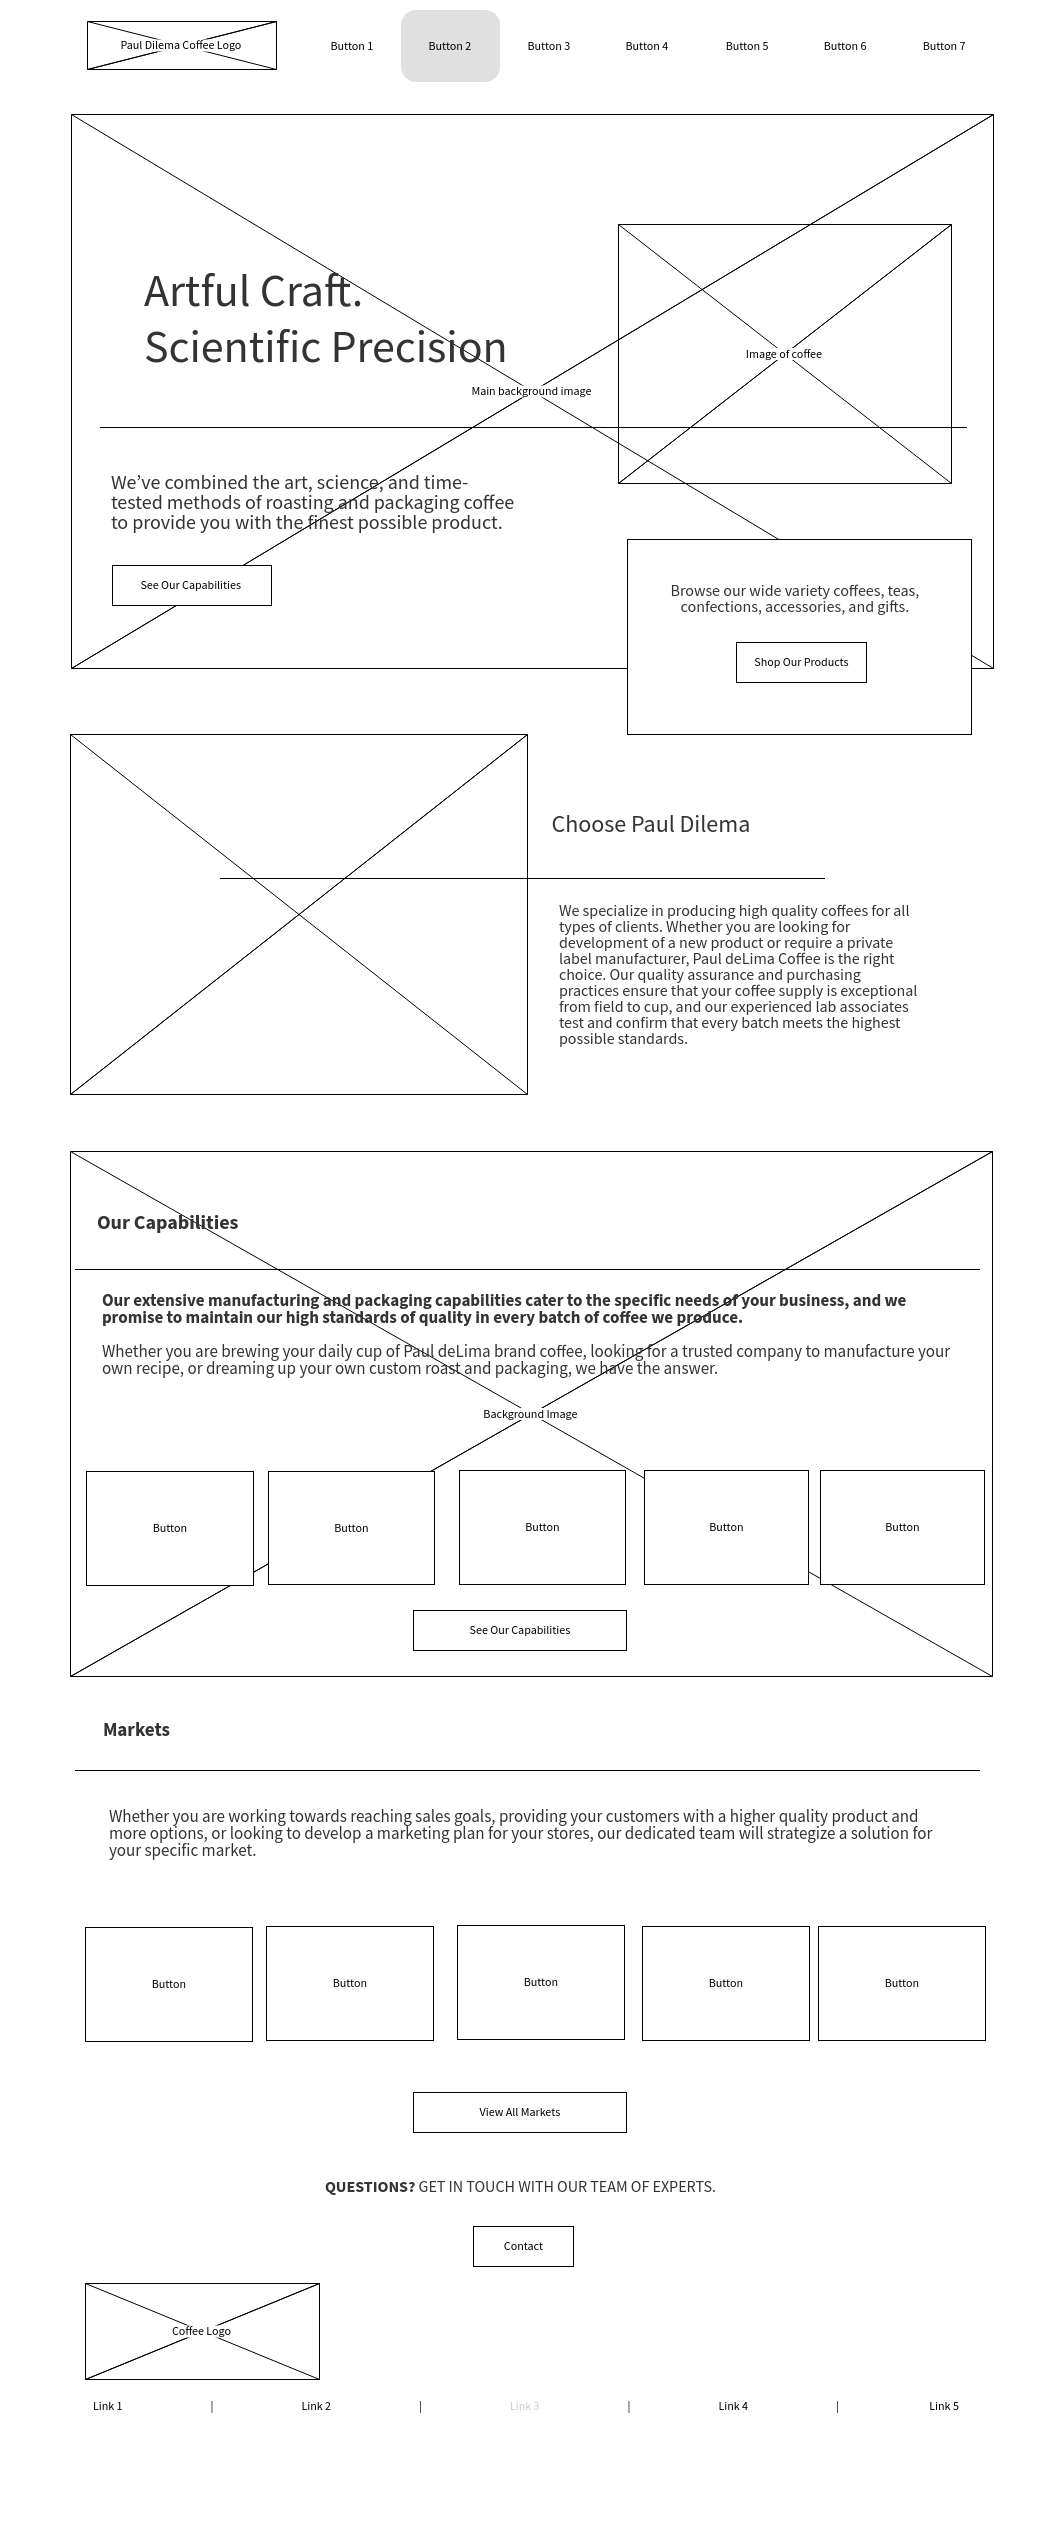 Paul Dilema Coffee Logo
Button 1
Button 2
Button 3
Button 4
Button 5
Button 6
Button 7
Artful Craft.
Scientific Precision
Image of coffee
Main background image
We’ve combined the art, science, and time-
tested methods of roasting and packaging coffee
to provide you with the finest possible product.
See Our Capabilities
Browse our wide variety coffees, teas,
confections, accessories, and gifts.
Shop Our Products
Choose Paul Dilema
We specialize in producing high quality coffees for all
types of clients. Whether you are looking for
development of a new product or require a private
label manufacturer, Paul deLima Coffee is the right
choice. Our quality assurance and purchasing
practices ensure that your coffee supply is exceptional
from field to cup, and our experienced lab associates
test and confirm that every batch meets the highest
possible standards.
Our Capabilities
Our extensive manufacturing and packaging capabilities cater to the specific needs of your business, and we
promise to maintain our high standards of quality in every batch of coffee we produce.
Whether you are brewing your daily cup of Paul deLima brand coffee, looking for a trusted company to manufacture your
own recipe, or dreaming up your own custom roast and packaging, we have the answer.
Background Image
Button
Button
Button
Button
Button
See Our Capabilities
Markets
Whether you are working towards reaching sales goals, providing your customers with a higher quality product and
more options, or looking to develop a marketing plan for your stores, our dedicated team will strategize a solution for
your specific market.
Button
Button
Button
Button
Button
View All Markets
QUESTIONS? GET IN TOUCH WITH OUR TEAM OF EXPERTS.
Contact
Coffee Logo
Link 1 | Link 2 | Link 3 | Link 4 | Link 5